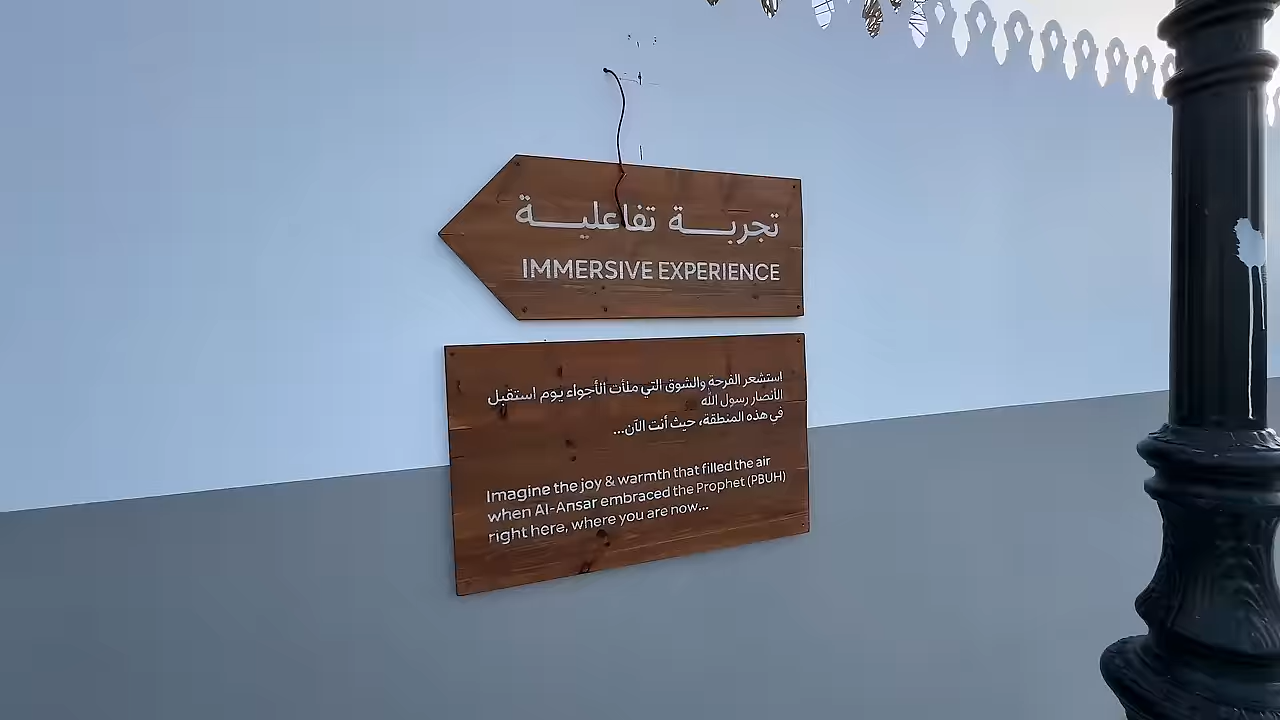 تجربة تفاعلية
IMMERSIVE EXPERIENCE
استشعر الفرحة والشوق التي ملأت الأجواء يوم استقبل
الأنصار رسول الله
في هذه المنطقة، حيث أنت الآن...
Imagine the joy & warmth that filled the air
when Al-Ansar embraced the Prophet (PBUH)
right here, where you are now...